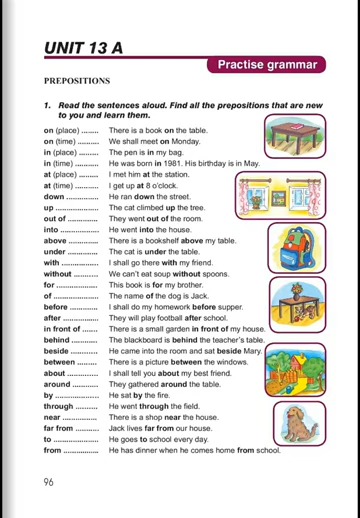 UNIT 13 A
Practise grammar
PREPOSITIONS
1. Read the sentences aloud. Find all the prepositions that are new
to you and learn them.
on (place) ........ There is a book on the table.
on (time) ........... We shall meet on Monday.
in (place) .......... The pen is in my bag.
in (time) ........... He was born in 1981. His birthday is in May.
at (place) .......... I met him at the station.
at (time) ........... I get up at 8 o'clock.
down ............... He ran down the street.
up .................... The cat climbed up the tree.
out of .............. They went out of the room.
into .................. He went into the house.
above .............. There is a bookshelf above my table.
under .............. The cat is under the table.
with ................. I shall go there with my friend.
without ........... We can't eat soup without spoons.
for ................... This book is for my brother.
of ..................... The name of the dog is Jack.
before ............. I shall do my homework before supper.
after ................ They will play football after school.
in front of ....... There is a small garden in front of my house.
behind ............ The blackboard is behind the teacher's table.
beside ............ He came into the room and sat beside Mary.
between ......... There is a picture between the windows.
about .............. I shall tell you about my best friend.
around ............ They gathered around the table.
by .................... He sat by the fire.
through .......... He went through the field.
near ................ There is a shop near the house.
far from .......... Jack lives far from our house.
to ..................... He goes to school every day.
from ................ He has dinner when he comes home from school.
96